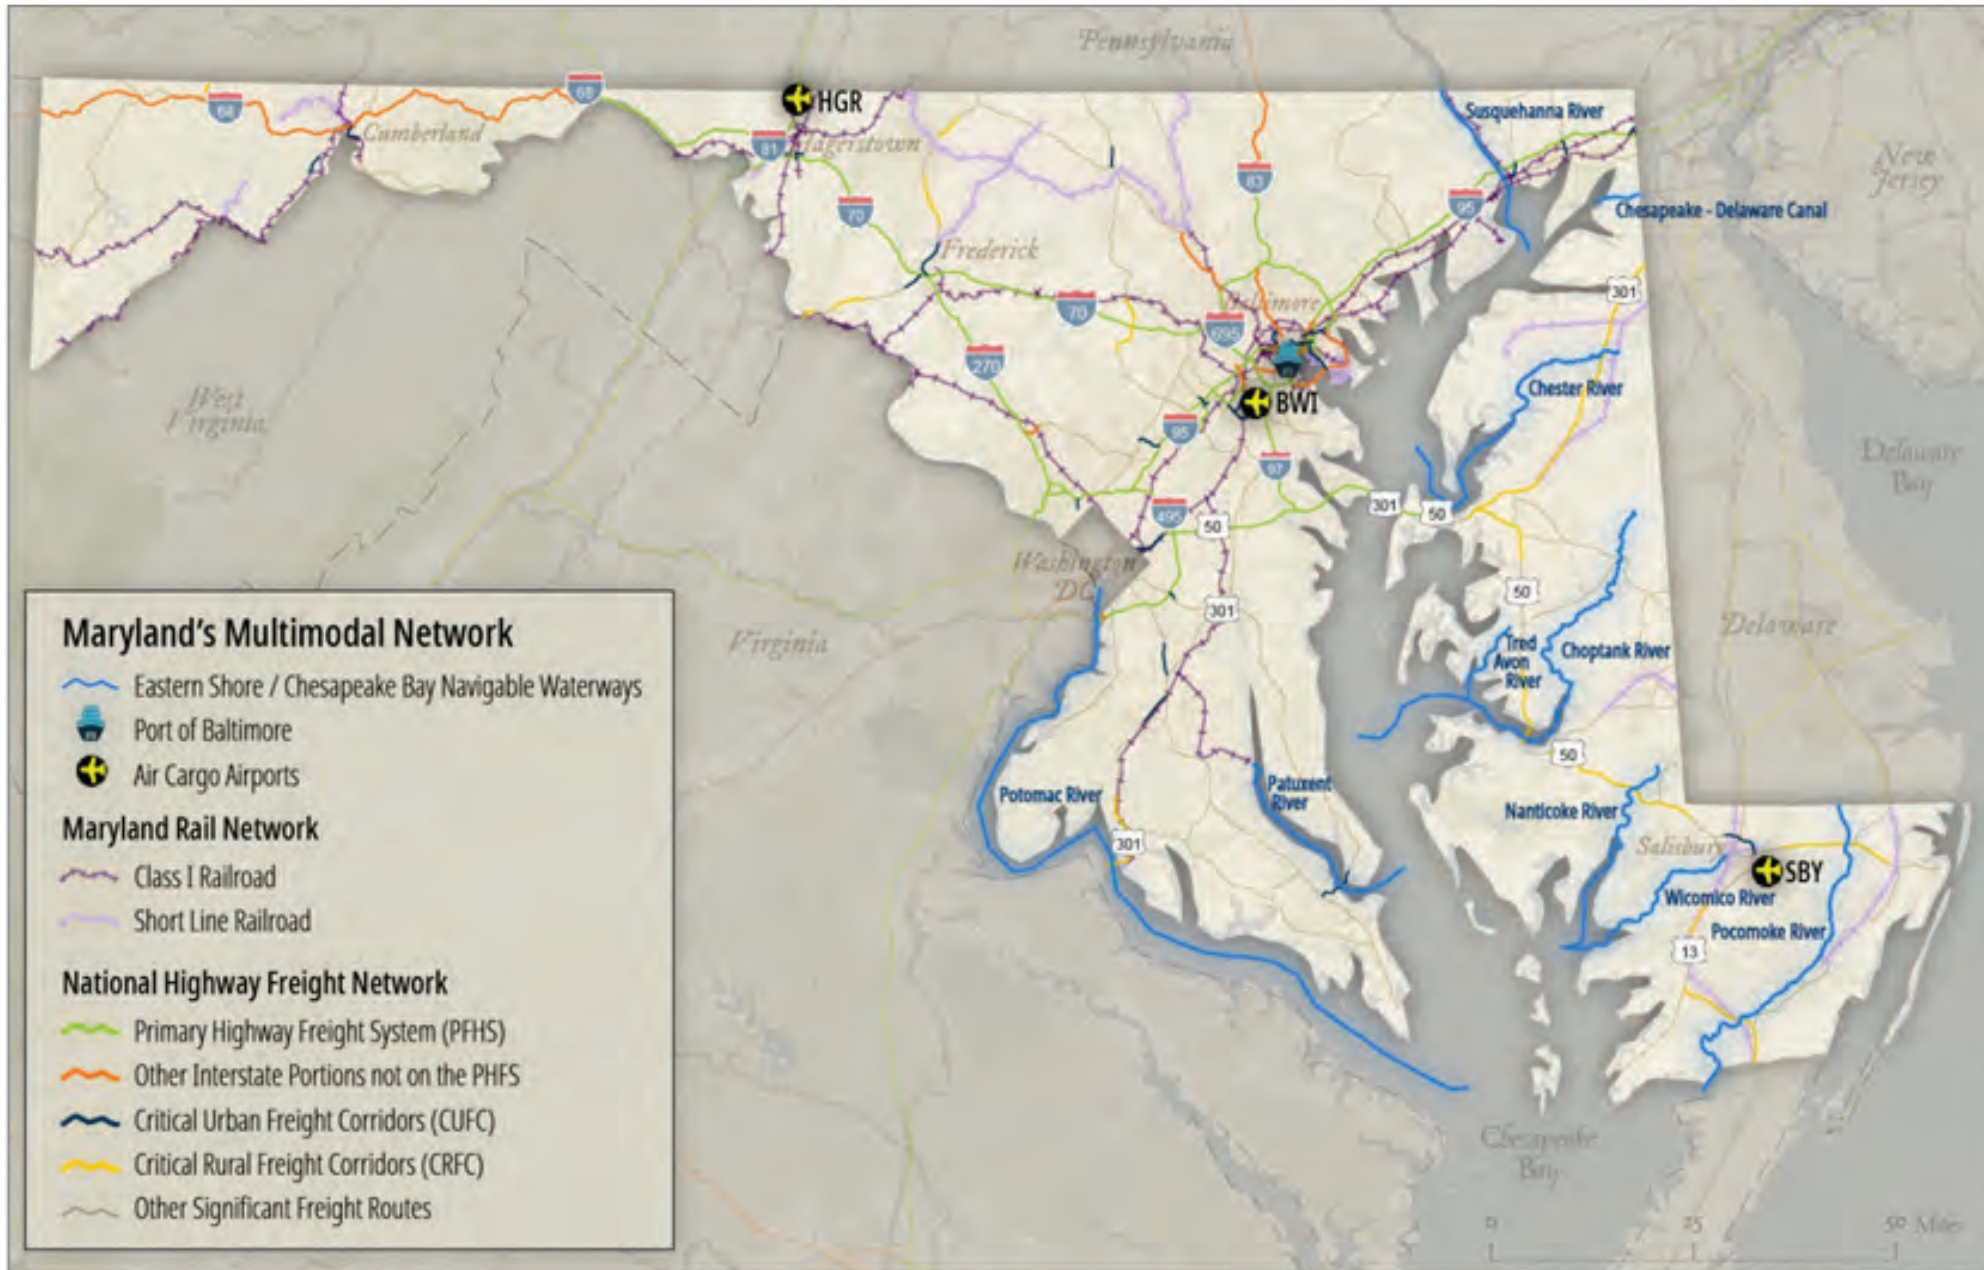 Pennsylvania
68
68
HGR
Susquehanna River
Cumberland
81
Hagerstown
New
Jersey
83
70
95
Chesapeake - Delaware Canal
Frederick
301
70
Baltimore
695
270
West
Virginia
Chester River
BWI
95
97
Delaware
Bay
301
50
495
50
Washington
DC
50
301
Virginia
Tred
Avon
River
Choptank River
Delaware
50
Potomac River
Patuxent
River
Nanticoke River
301
Salisbury
SBY
Wicomico River
Pocomoke River
13
Chesapeake
Bay
0 25 50 Miles
Maryland's Multimodal Network
Eastern Shore / Chesapeake Bay Navigable Waterways
Port of Baltimore
Air Cargo Airports
Maryland Rail Network
Class I Railroad
Short Line Railroad
National Highway Freight Network
Primary Highway Freight System (PFHS)
Other Interstate Portions not on the PHFS
Critical Urban Freight Corridors (CUFC)
Critical Rural Freight Corridors (CRFC)
Other Significant Freight Routes